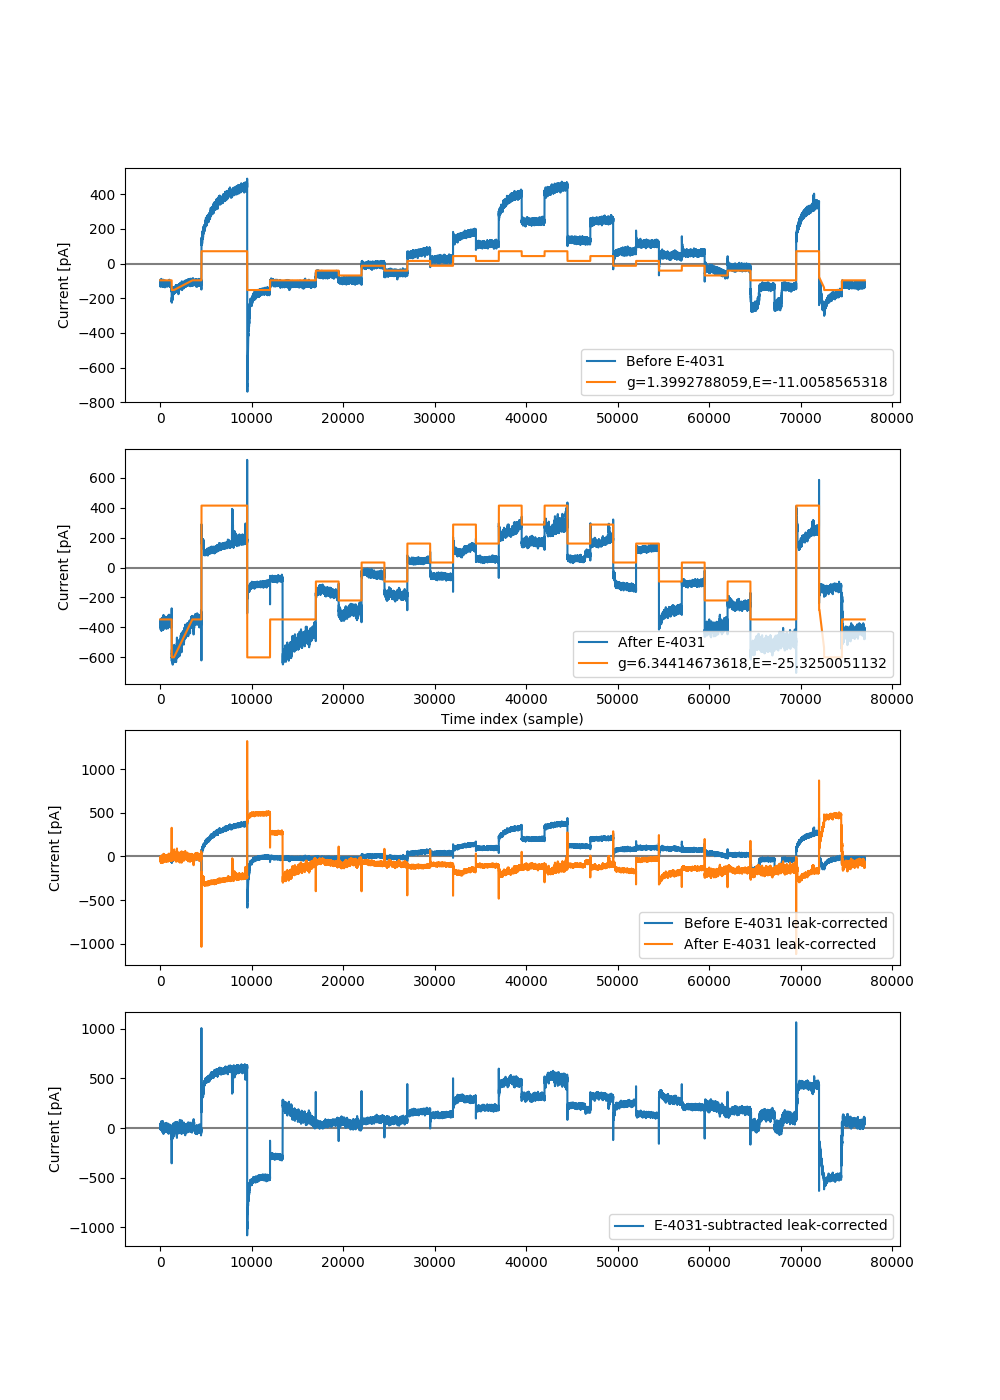 Current [pA]
400
200
0
−200
−400
−600
−800
Before E-4031
g=1.3992788059,E=-11.0058565318
0 10000 20000 30000 40000 50000 60000 70000 80000
Current [pA]
600
400
200
0
−200
−400
−600
After E-4031
g=6.34414673618,E=-25.3250051132
0 10000 20000 30000 40000 50000 60000 70000 80000
Time index (sample)
Current [pA]
1000
500
0
−500
−1000
Before E-4031 leak-corrected
After E-4031 leak-corrected
0 10000 20000 30000 40000 50000 60000 70000 80000
Current [pA]
1000
500
0
−500
−1000
E-4031-subtracted leak-corrected
0 10000 20000 30000 40000 50000 60000 70000 80000